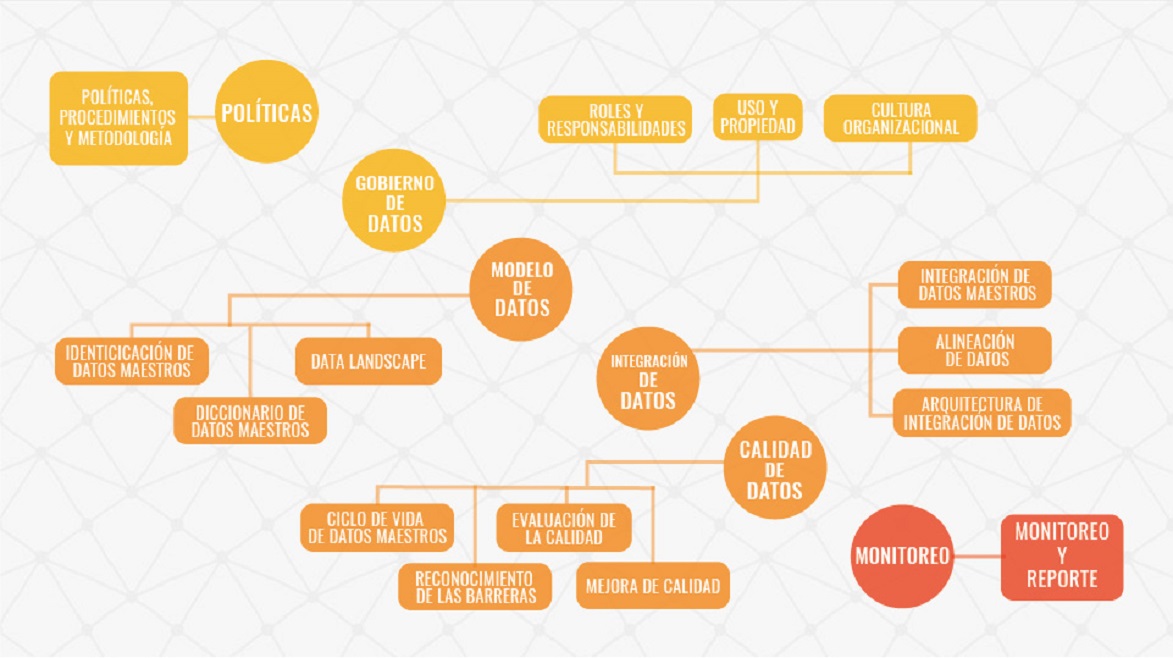 POLÍTICAS,
PROCEDIMIENTOS
Y METODOLOGÍA
POLÍTICAS
ROLES Y
RESPONSABILIDADES
USO Y
PROPIEDAD
CULTURA
ORGANIZACIONAL
GOBIERNO
DE
DATOS
MODELO
DE
DATOS
IDENTICICACIÓN DE
DATOS MAESTROS
DATA LANDSCAPE
DICCIONARIO DE
DATOS MAESTROS
INTEGRACIÓN
DE
DATOS
INTEGRACIÓN DE
DATOS MAESTROS
ALINEACIÓN
DE DATOS
ARQUITECTURA DE
INTEGRACIÓN DE DATOS
CALIDAD
DE
DATOS
CICLO DE VIDA
DE DATOS MAESTROS
EVALUACIÓN DE
LA CALIDAD
RECONOCIMIENTO
DE LAS BARRERAS
MEJORA DE CALIDAD
MONITOREO
MONITOREO
Y
REPORTE